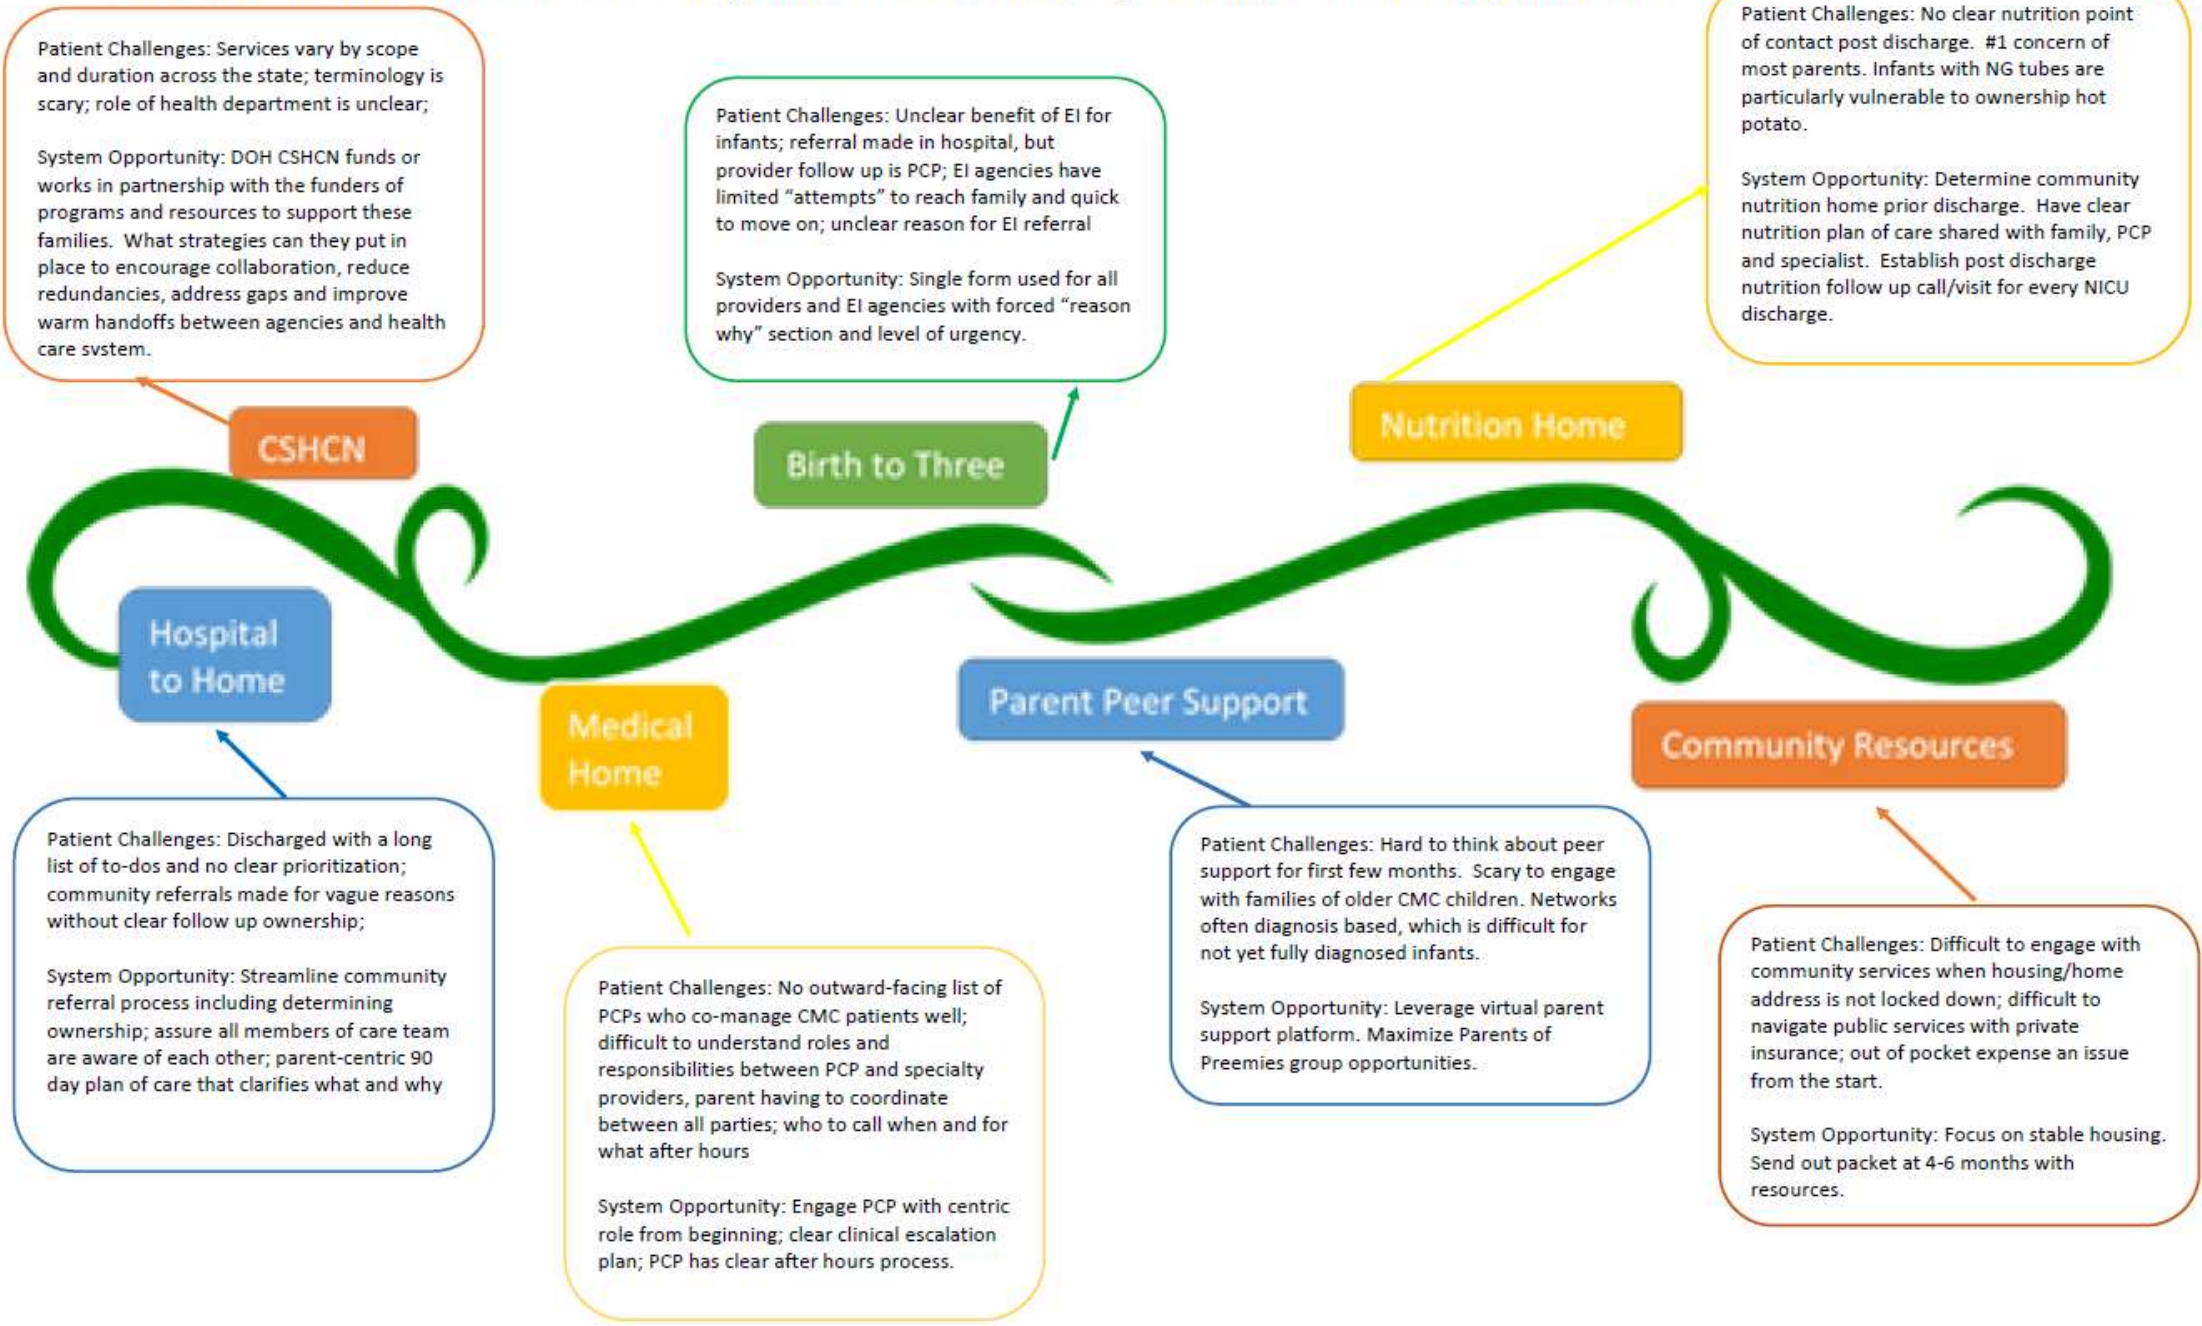 Patient Challenges: Services vary by scope
and duration across the state; terminology is
scary; role of health department is unclear;
System Opportunity: DOH CSHCN funds or
works in partnership with the funders of
programs and resources to support these
families.  What strategies can they put in
place to encourage collaboration, reduce
redundancies, address gaps and improve
warm handoffs between agencies and health
care system.
Patient Challenges: Unclear benefit of EI for
infants; referral made in hospital, but
provider follow up is PCP; EI agencies have
limited “attempts” to reach family and quick
to move on; unclear reason for EI referral
System Opportunity: Single form used for all
providers and EI agencies with forced “reason
why” section and level of urgency.
Patient Challenges: No clear nutrition point
of contact post discharge.  #1 concern of
most parents. Infants with NG tubes are
particularly vulnerable to ownership hot
potato.
System Opportunity: Determine community
nutrition home prior discharge.  Have clear
nutrition plan of care shared with family, PCP
and specialist.  Establish post discharge
nutrition follow up call/visit for every NICU
discharge.
CSHCN
Birth to Three
Nutrition Home
Hospital
to Home
Medical
Home
Parent Peer Support
Community Resources
Patient Challenges: Discharged with a long
list of to-dos and no clear prioritization;
community referrals made for vague reasons
without clear follow up ownership;
System Opportunity: Streamline community
referral process including determining
ownership; assure all members of care team
are aware of each other; parent-centric 90
day plan of care that clarifies what and why
Patient Challenges: No outward-facing list of
PCPs who co-manage CMC patients well;
difficult to understand roles and
responsibilities between PCP and specialty
providers, parent having to coordinate
between all parties; who to call when and for
what after hours
System Opportunity: Engage PCP with centric
role from beginning; clear clinical escalation
plan; PCP has clear after hours process.
Patient Challenges: Hard to think about peer
support for first few months.  Scary to engage
with families of older CMC children. Networks
often diagnosis based, which is difficult for
not yet fully diagnosed infants.
System Opportunity: Leverage virtual parent
support platform. Maximize Parents of
Preemies group opportunities.
Patient Challenges: Difficult to engage with
community services when housing/home
address is not locked down; difficult to
navigate public services with private
insurance; out of pocket expense an issue
from the start.
System Opportunity: Focus on stable housing.
Send out packet at 4-6 months with
resources.